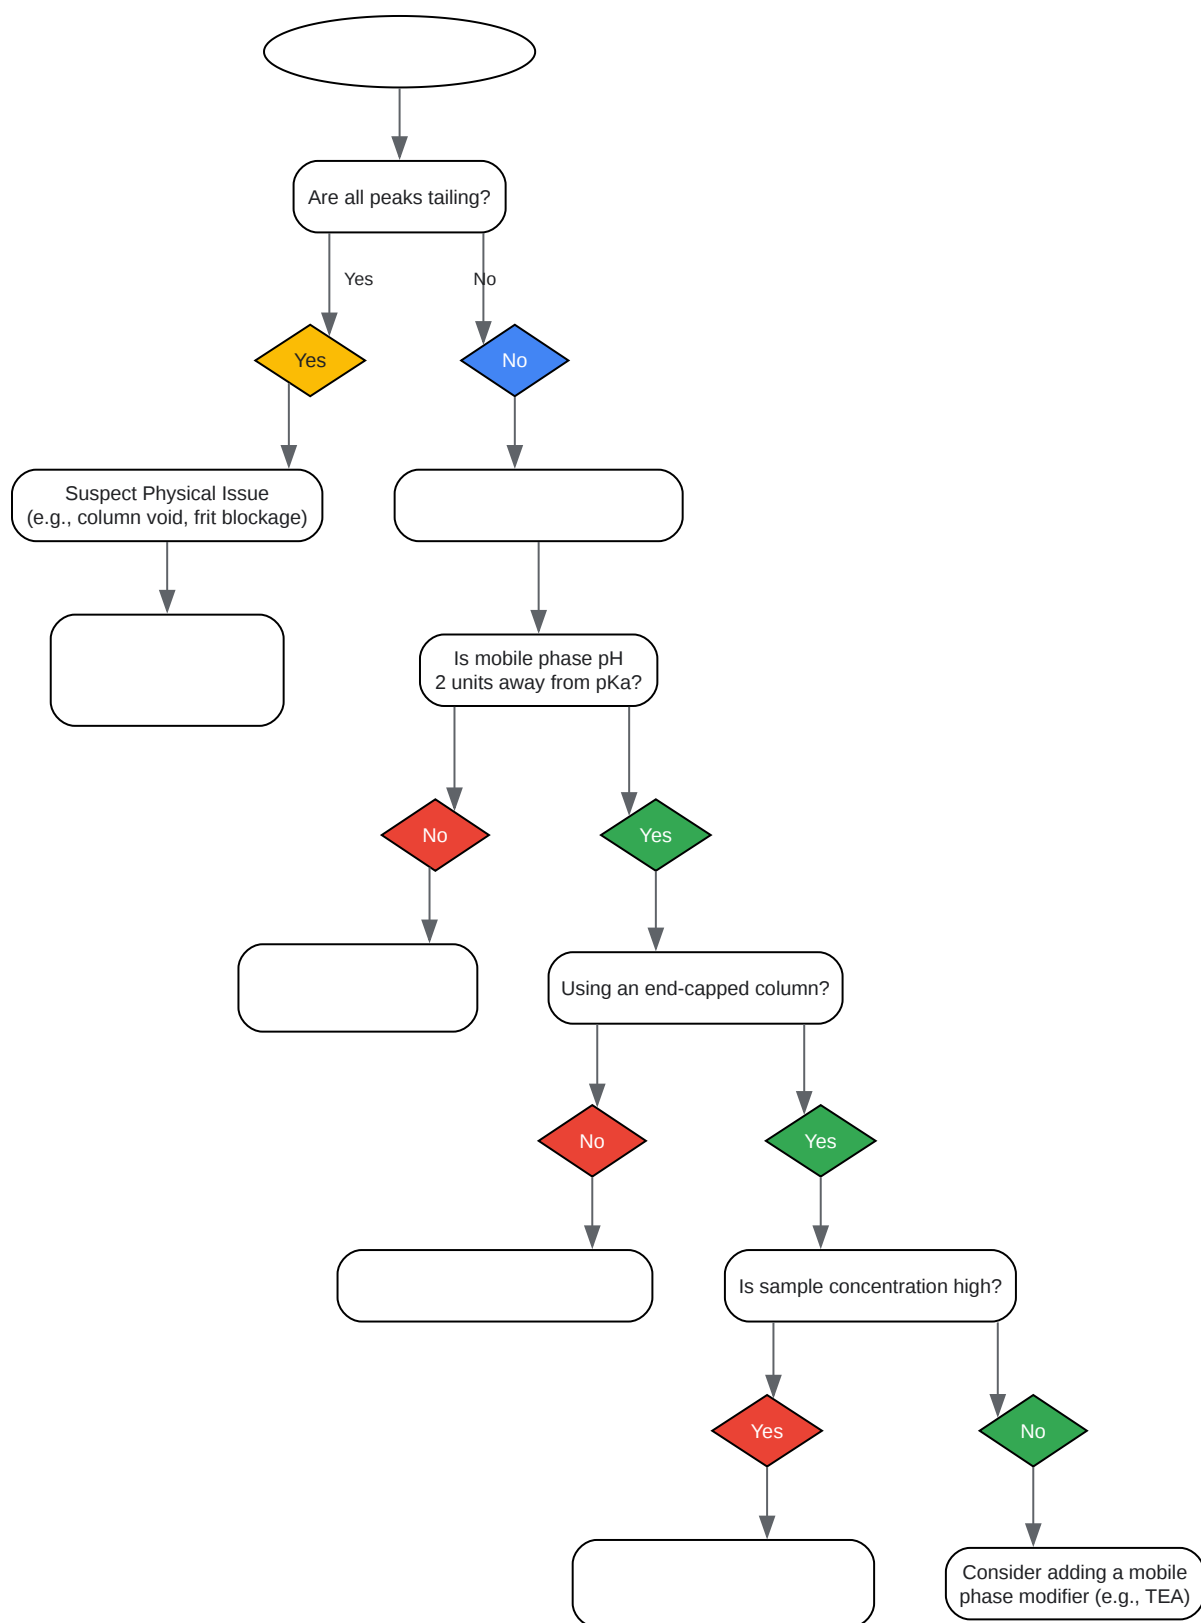 Are all peaks tailing?
Yes
No
Yes
No
Suspect Physical Issue
(e.g., column void, frit blockage)
Is mobile phase pH
2 units away from pKa?
No
Yes
Using an end-capped column?
No
Yes
Is sample concentration high?
Yes
No
Consider adding a mobile
phase modifier (e.g., TEA)